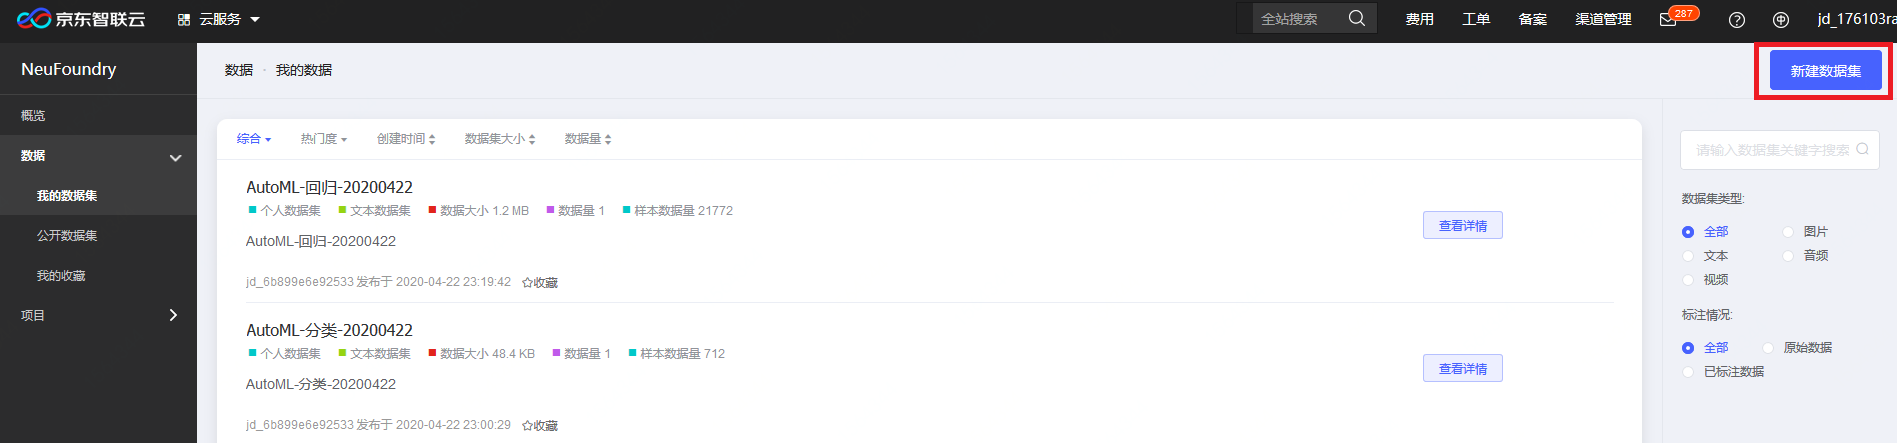 京东智联云 云服务 全站搜索 费用 工单 备案 渠道管理 287 jd_176103ra
NeuFoundry
概览
数据
我的数据集
公开数据集
我的收藏
项目
数据 · 我的数据
新建数据集
综合 热门度 创建时间 数据集大小 数据量
AutoML-回归-20200422
个人数据集 文本数据集 数据大小 1.2 MB 数据量 1 样本数据量 21772
AutoML-回归-20200422
jd_6b899e6e92533 发布于 2020-04-22 23:19:42 收藏
查看详情
AutoML-分类-20200422
个人数据集 文本数据集 数据大小 48.4 KB 数据量 1 样本数据量 712
AutoML-分类-20200422
jd_6b899e6e92533 发布于 2020-04-22 23:00:29 收藏
查看详情
请输入数据集关键字搜索
数据集类型:
全部 图片
文本 音频
视频
标注情况:
全部 原始数据
已标注数据